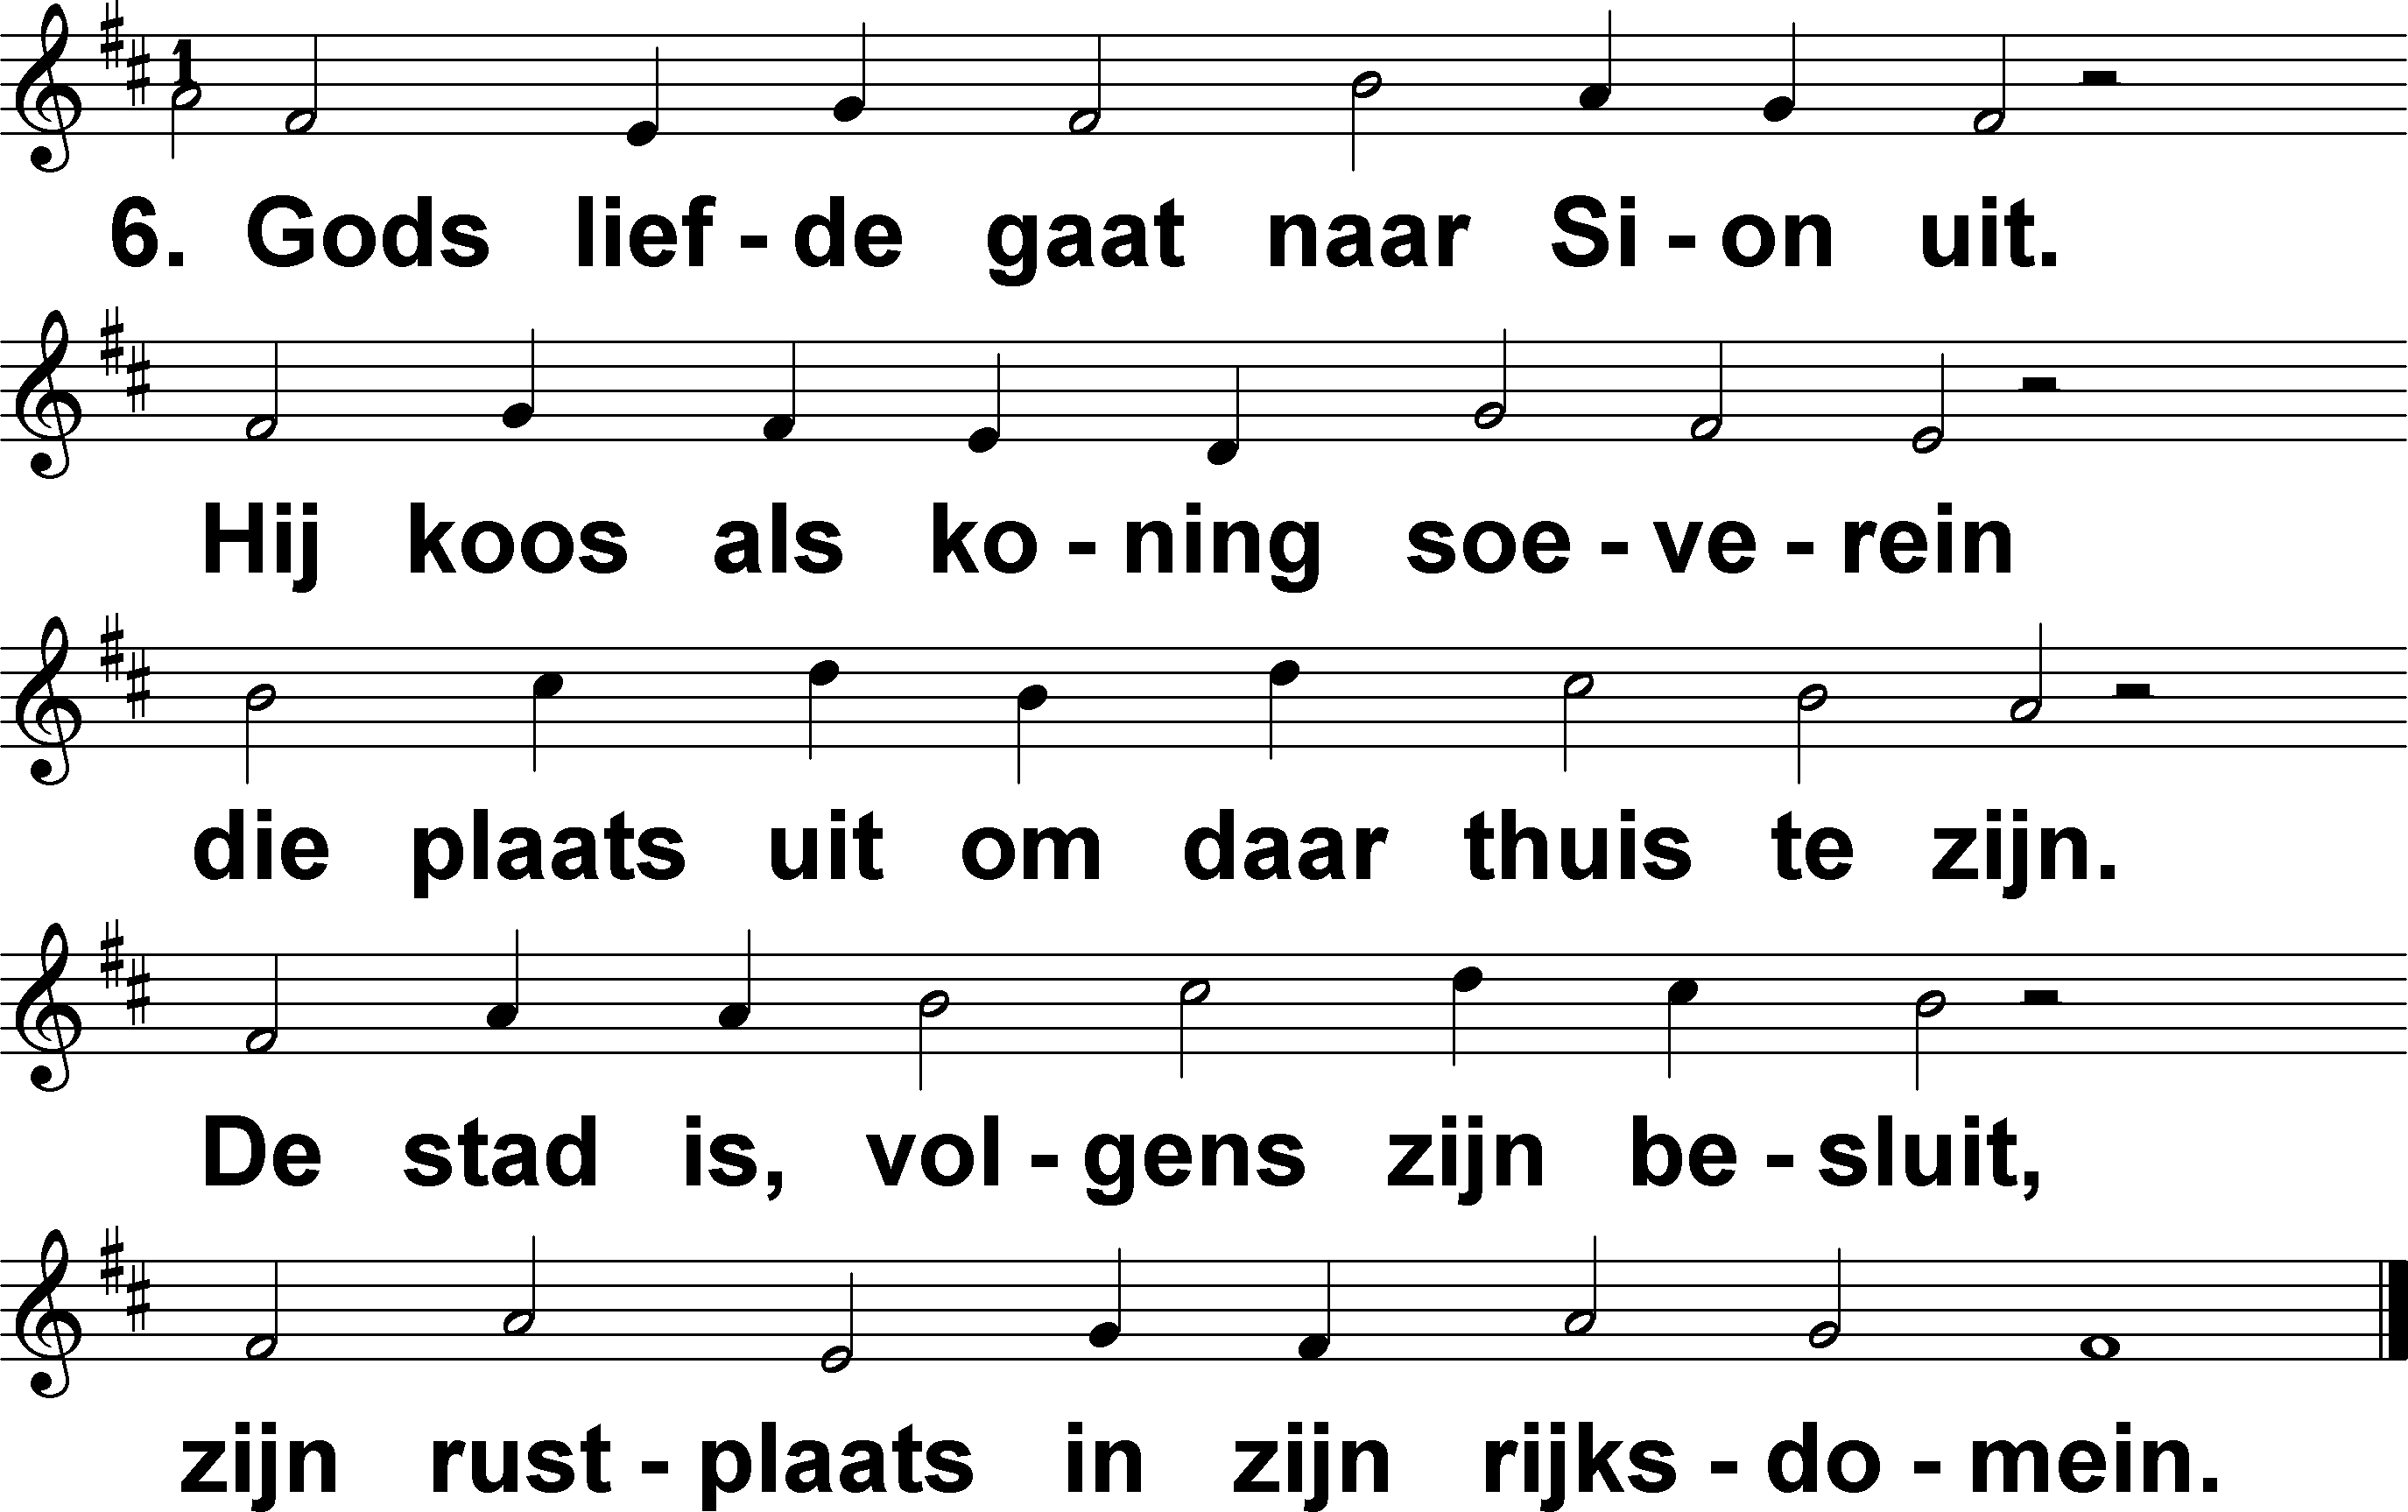 1
6. Gods lief - de gaat naar Si - on uit.
Hij koos als ko - ning soe - ve - rein
die plaats uit om daar thuis te zijn.
De stad is, vol - gens zijn be - sluit,
zijn rust - plaats in zijn rijks - do - mein.